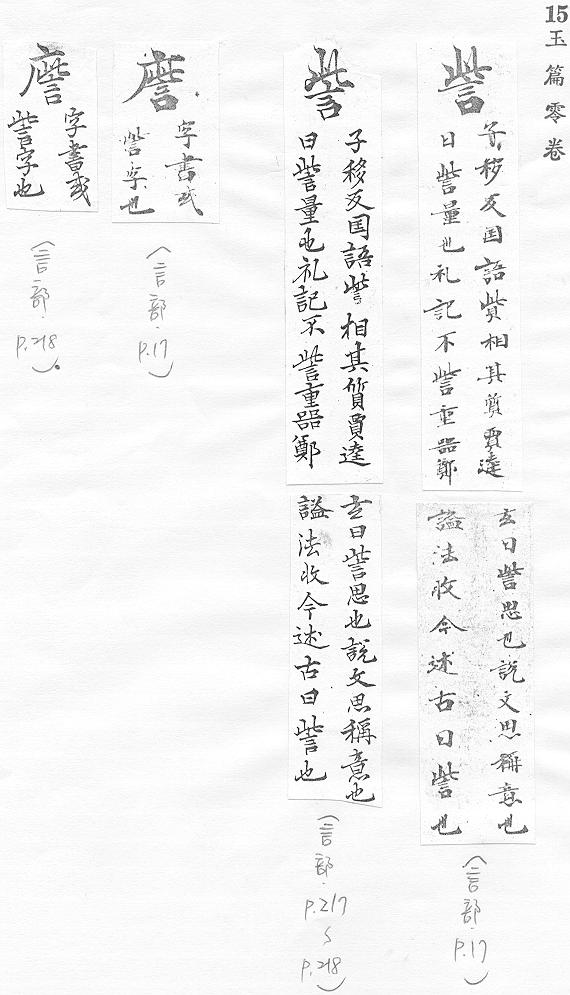 15玉篇零卷
訾
子移反国語訾相其質賈逵
曰訾量也礼記不訾重器鄭
玄曰訾思也說文思稱意也
謚法收今述古曰訾也
(言部.P.17)
訾
子移反国語訾相其質賈逵
曰訾量也礼記不訾重器鄭
玄曰訾思也說文思稱意也
謚法收今述古曰訾也
(言部.P.217~P.218)
字書或
訾字也
(言部.P.17)
字書或
訾字也
(言部.P.218).